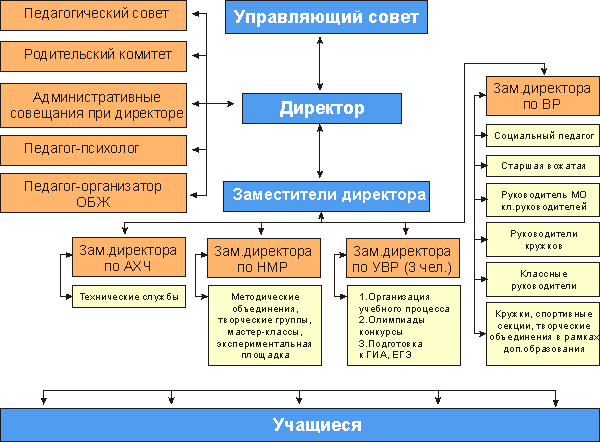 Педагогический совет
Родительский комитет
Административные
совещания при директоре
Педагог-психолог
Педагог-организатор
ОБЖ
Управляющий совет
Директор
Заместители директора
Зам.директора
по АХЧ
Технические службы
Зам.директора
по НМР
Методические
объединения,
творческие группы,
мастер-классы,
экспериментальная
площадка
Зам.директора
по УВР (3 чел.)
1.Организация
учебного процесса
2.Олимпиады
конкурсы
3.Подготовка
к ГИА, ЕГЭ
Зам.директора
по ВР
Социальный педагог
Старшая вожатая
Руководитель МО
кл.руководителей
Руководители
кружков
Классные
руководители
Кружки, спортивные
секции, творческие
объединения в рамках
доп.образования
Учащиеся